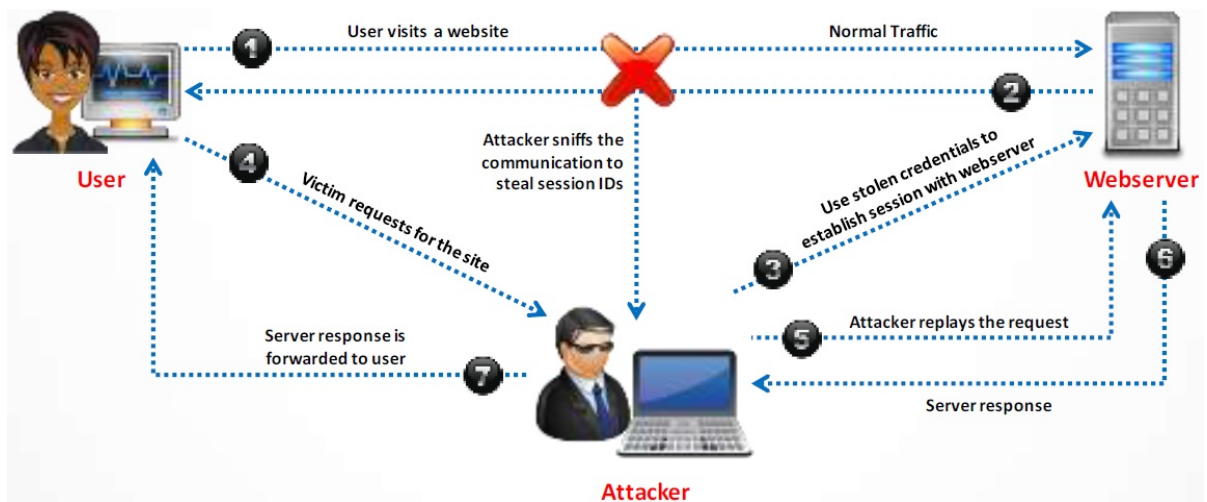 1
User visits a website
Normal Traffic
2
Attacker sniffs the
communication to
steal session IDs
4
Victim requests for the site
User
Use stolen credentials to
establish session with webserver
3
Webserver
6
5
Attacker replays the request
Server response is
forwarded to user
7
Server response
Attacker